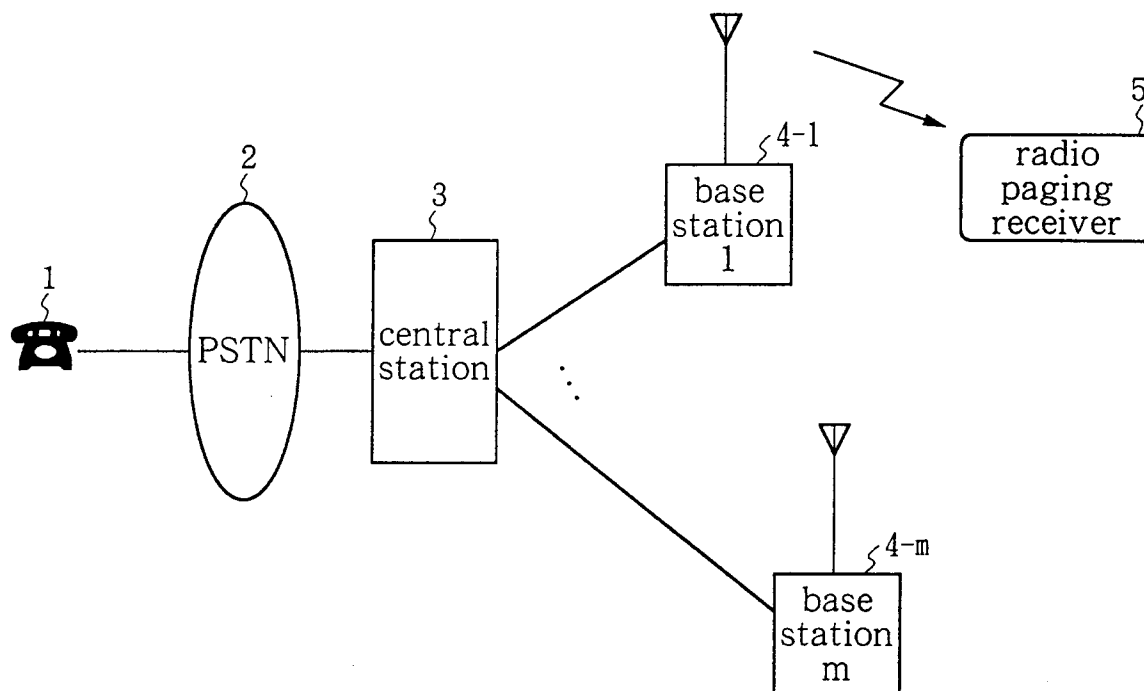 1
2
PSTN
3
central
station
4-1
base
station
1
5
radio
paging
receiver
4-m
base
station
m